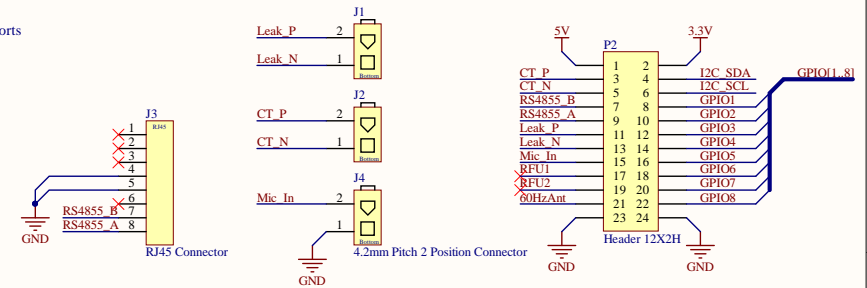 orts
J1
Leak_P 2
Leak_N 1
Bottom
J2
CT_P 2
CT_N 1
Bottom
J4
Mic_In 2
1
Bottom
GND
4.2mm Pitch 2 Position Connector
J3
RJ45
1
2
3
4
5
6
RS4855_B 7
RS4855_A 8
GND
RJ45 Connector
5V 3.3V
P2
1 2
CT_P 3 4 I2C_SDA GPIO[1..8]
CT_N 5 6 I2C_SCL
RS4855_B 7 8 GPIO1
RS4855_A 9 10 GPIO2
Leak_P 11 12 GPIO3
Leak_N 13 14 GPIO4
Mic_In 15 16 GPIO5
RFU1 17 18 GPIO6
RFU2 19 20 GPIO7
60HzAnt 21 22 GPIO8
23 24
Header 12X2H
GND GND